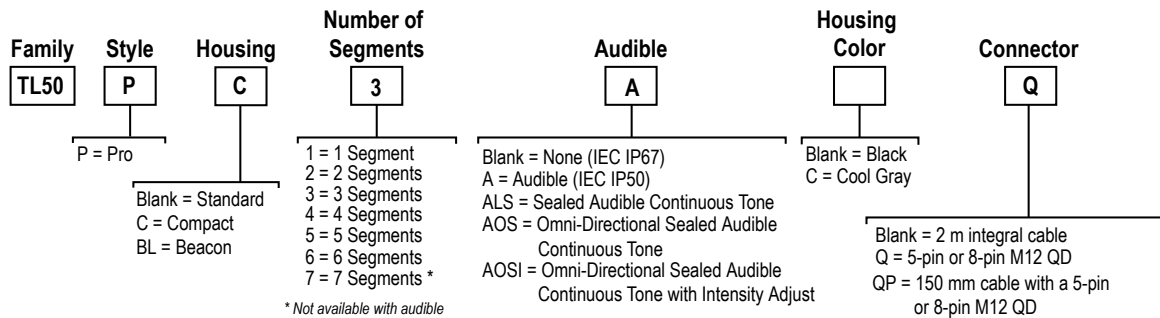 Family
Style
Housing
Number of
Segments
Audible
Housing
Color
Connector
TL50
P
C
3
A
Q
P = Pro
Blank = Standard
C = Compact
BL = Beacon
1 = 1 Segment
2 = 2 Segments
3 = 3 Segments
4 = 4 Segments
5 = 5 Segments
6 = 6 Segments
7 = 7 Segments *
* Not available with audible
Blank = None (IEC IP67)
A = Audible (IEC IP50)
ALS = Sealed Audible Continuous Tone
AOS = Omni-Directional Sealed Audible
Continuous Tone
AOSI = Omni-Directional Sealed Audible
Continuous Tone with Intensity Adjust
Blank = Black
C = Cool Gray
Blank = 2 m integral cable
Q = 5-pin or 8-pin M12 QD
QP = 150 mm cable with a 5-pin
or 8-pin M12 QD